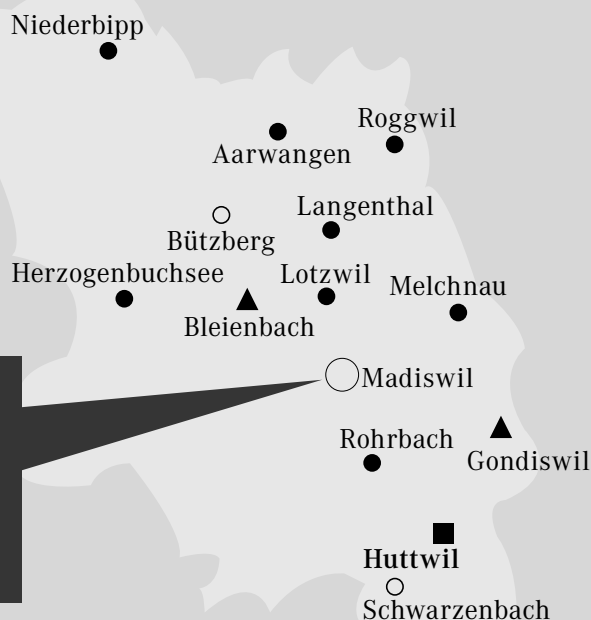 Niederbipp
Roggwil
Aarwangen
Langenthal
Bützberg
Herzogenbuchsee
Lotzwil
Melchnau
Bleienbach
Madiswil
Rohrbach
Gondiswil
Huttwil
Schwarzenbach